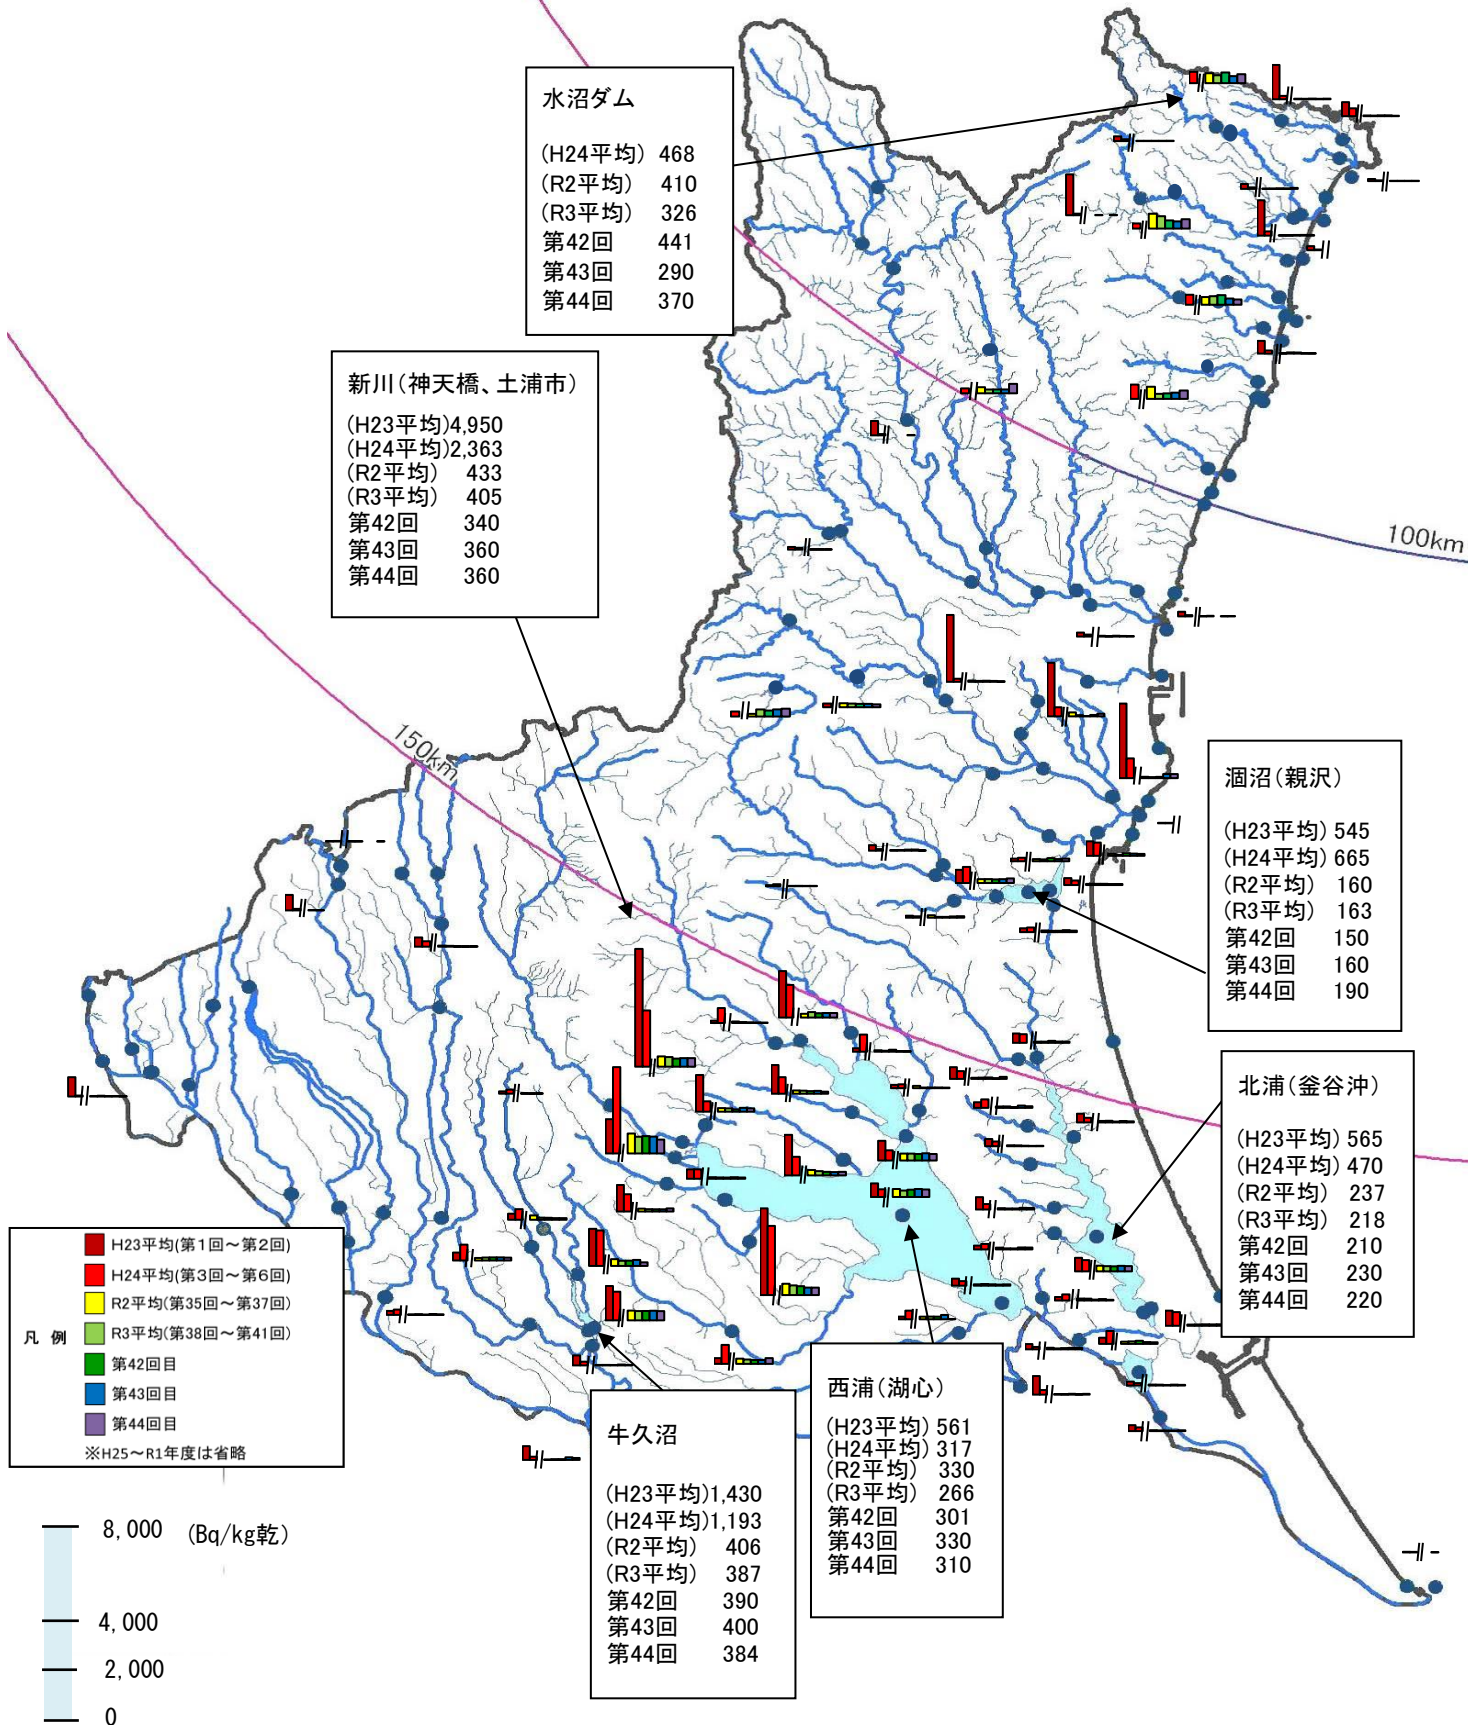 水沼ダム
(H24平均) 468
(R2平均) 410
(R3平均) 326
第42回 441
第43回 290
第44回 370
新川(神天橋、土浦市)
(H23平均)4,950
(H24平均)2,363
(R2平均) 433
(R3平均) 405
第42回 340
第43回 360
第44回 360
100km
150km
涸沼(親沢)
(H23平均) 545
(H24平均) 665
(R2平均) 160
(R3平均) 163
第42回 150
第43回 160
第44回 190
北浦(釜谷沖)
(H23平均) 565
(H24平均) 470
(R2平均) 237
(R3平均) 218
第42回 210
第43回 230
第44回 220
凡 例
H23平均(第1回～第2回)
H24平均(第3回～第6回)
R2平均(第35回～第37回)
R3平均(第38回～第41回)
第42回目
第43回目
第44回目
※H25～R1年度は省略
西浦(湖心)
(H23平均) 561
(H24平均) 317
(R2平均) 330
(R3平均) 266
第42回 301
第43回 330
第44回 310
牛久沼
(H23平均)1,430
(H24平均)1,193
(R2平均) 406
(R3平均) 387
第42回 390
第43回 400
第44回 384
8,000 (Bq/kg乾)
4,000
2,000
0